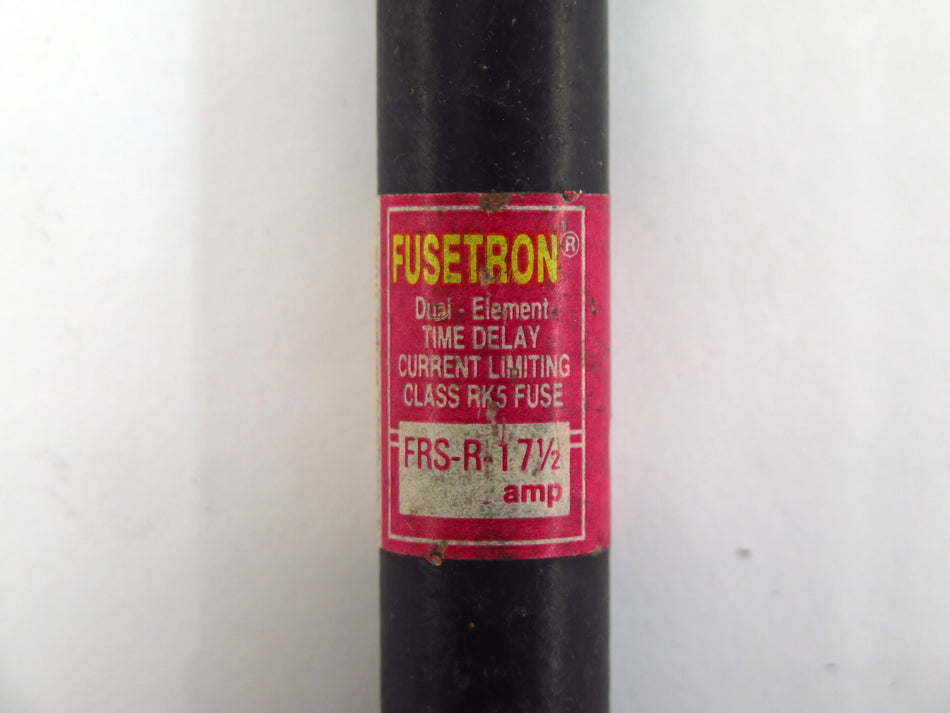 FUSETRON®
Dual - Element
TIME DELAY
CURRENT LIMITING
CLASS RK5 FUSE
FRS-R-17½
amp